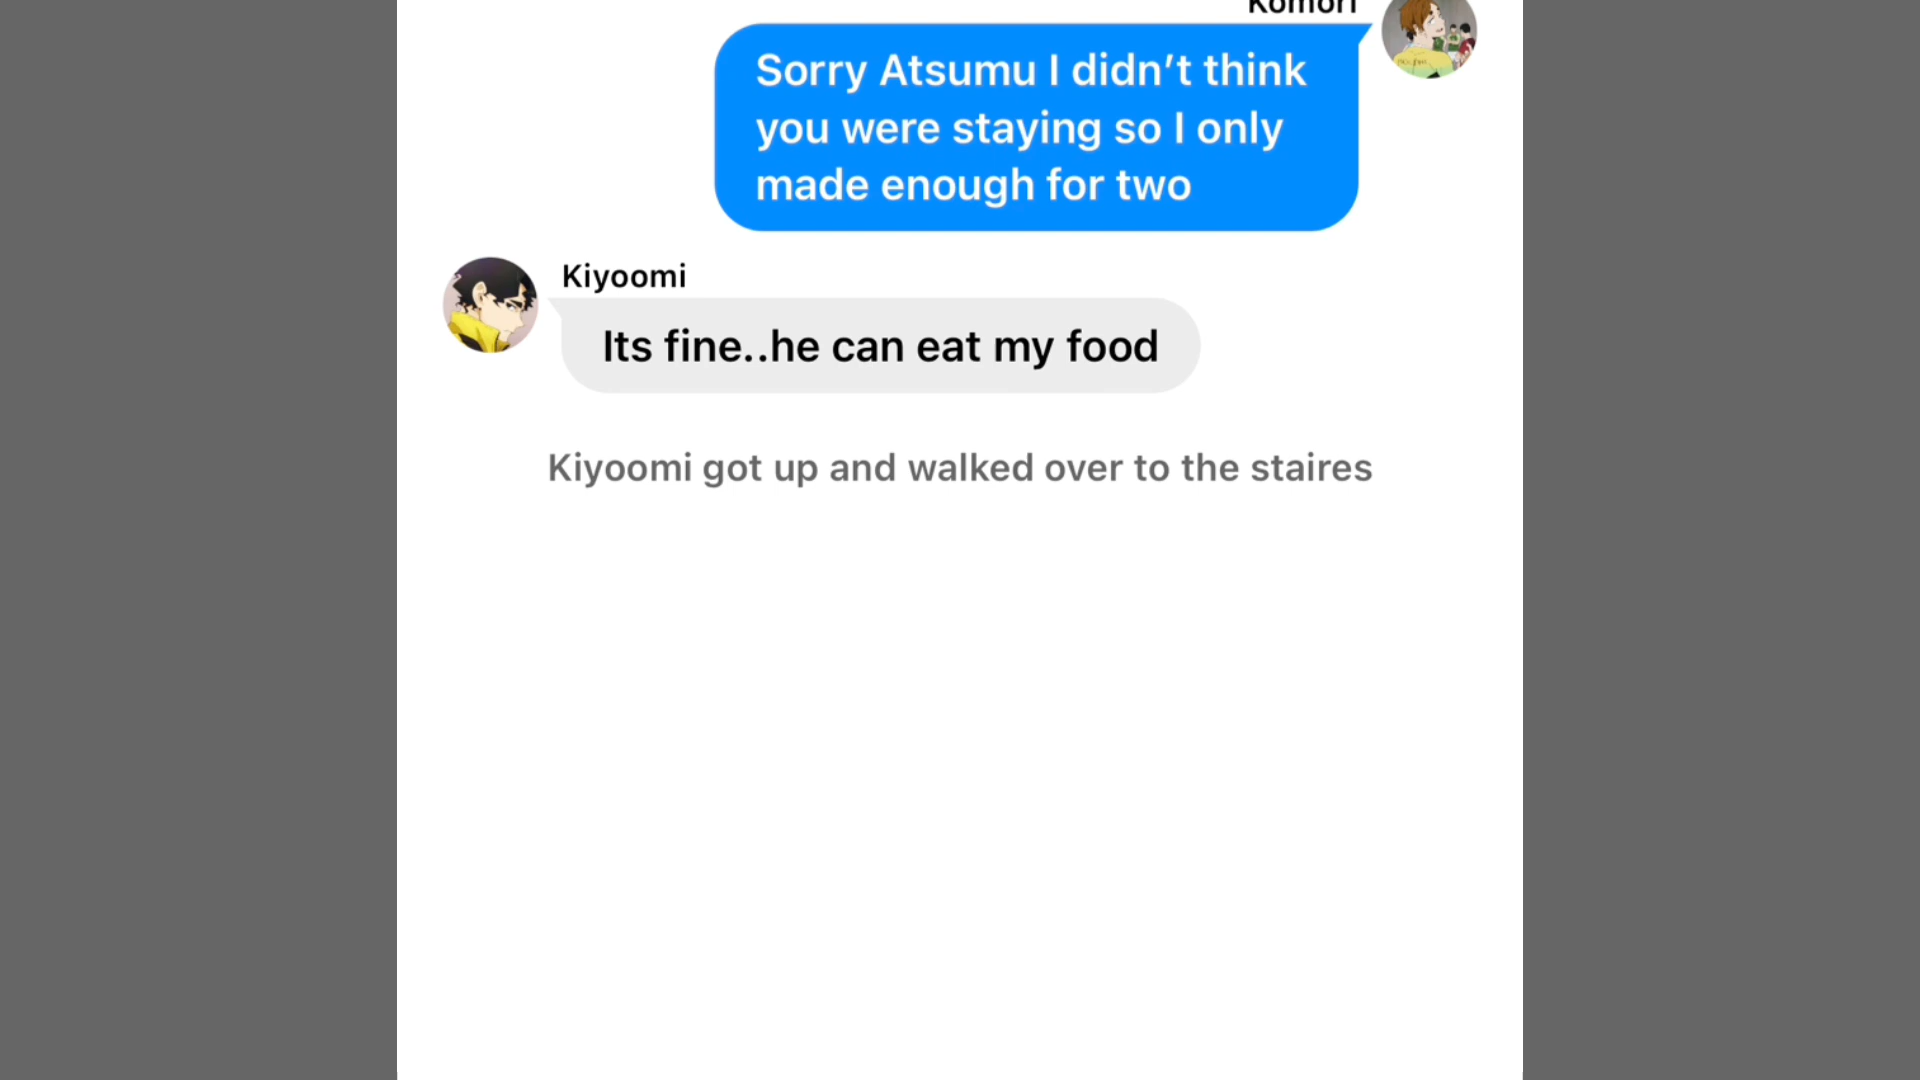 Komori
Sorry Atsumu I didn’t think
you were staying so I only
made enough for two
Kiyoomi
Its fine..he can eat my food
Kiyoomi got up and walked over to the staires